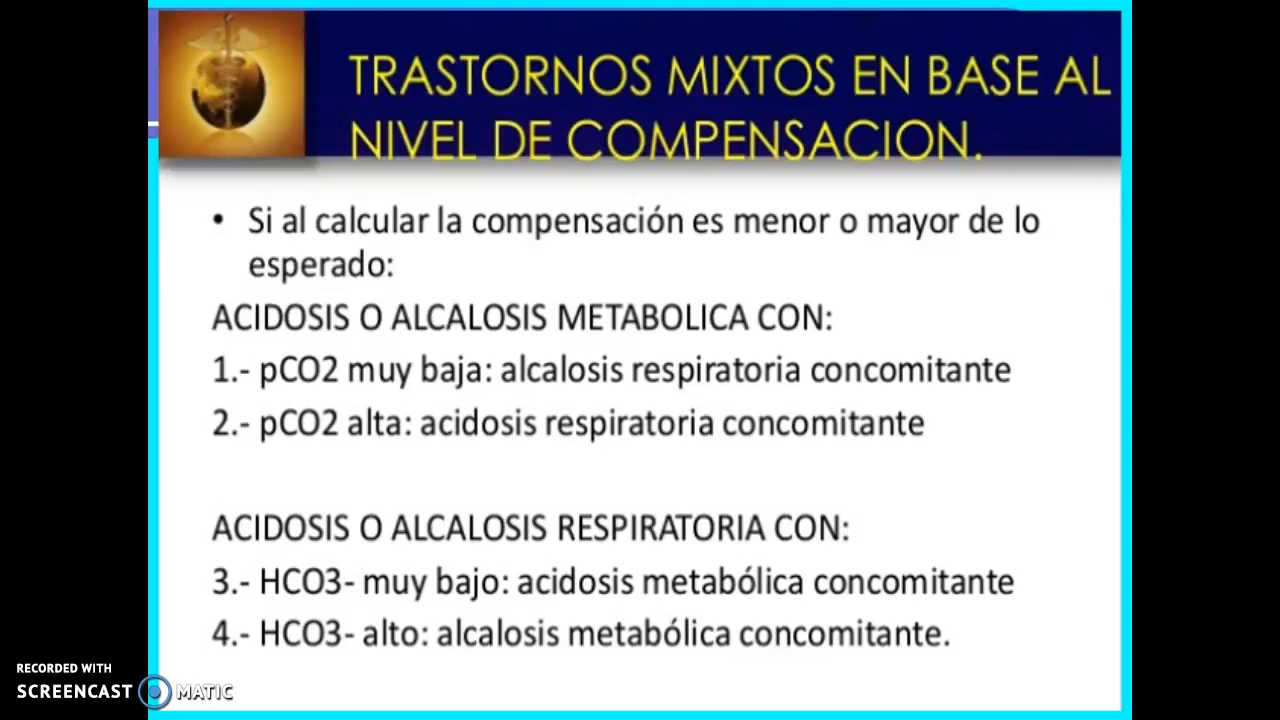 TRASTORNOS MIXTOS EN BASE AL
NIVEL DE COMPENSACION.
• Si al calcular la compensación es menor o mayor de lo
esperado:
ACIDOSIS O ALCALOSIS METABOLICA CON:
1.- pCO2 muy baja: alcalosis respiratoria concomitante
2.- pCO2 alta: acidosis respiratoria concomitante
ACIDOSIS O ALCALOSIS RESPIRATORIA CON:
3.- HCO3- muy bajo: acidosis metabólica concomitante
4.- HCO3- alto: alcalosis metabólica concomitante.
RECORDED WITH
SCREENCAST MATIC